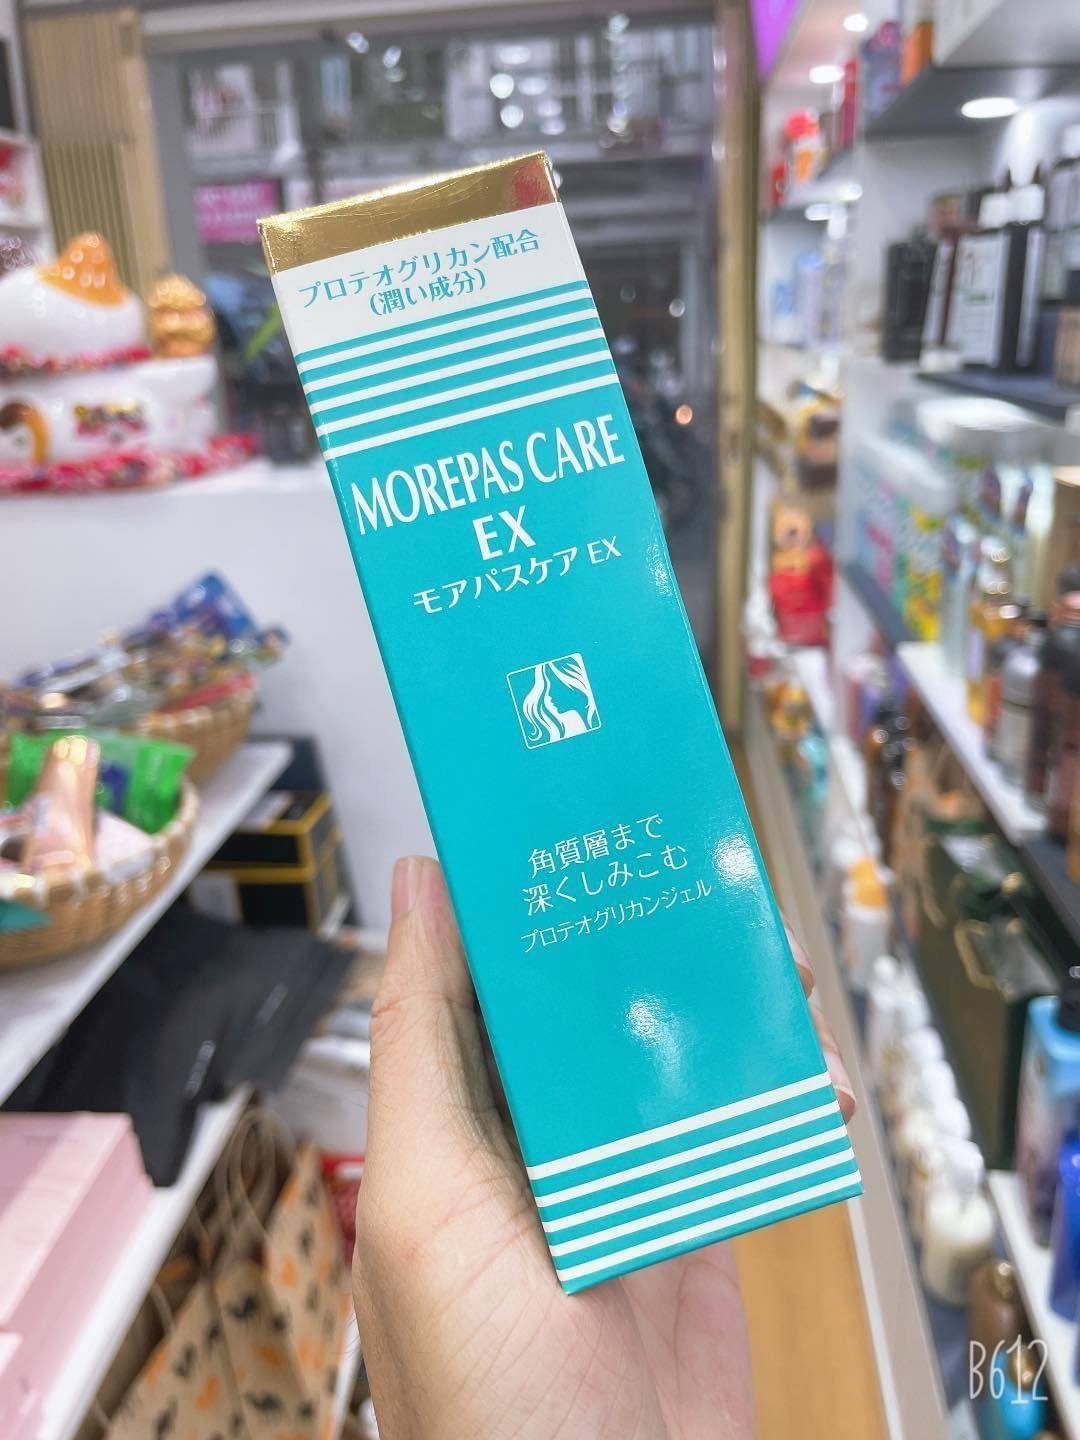 プロテオグリカン配合
(潤い成分)
MOREPAS CARE
EX
モアパスケア EX
角質層まで
深くしみこむ
プロテオグリカンジェル
B612